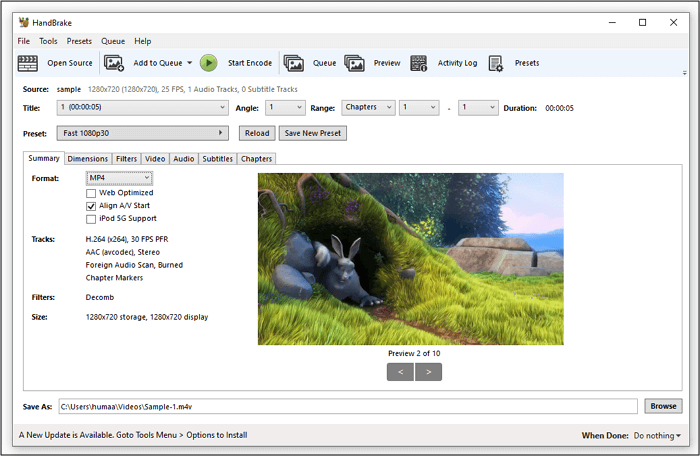 HandBrake
File Tools Presets Queue Help
Open Source Add to Queue Start Encode Queue Preview Activity Log Presets
Source: sample 1280x720 (1280x720), 25 FPS, 1 Audio Tracks, 0 Subtitle Tracks
Title: 1 (00:00:05) Angle: 1 Range: Chapters 1 - 1 Duration: 00:00:05
Preset: Fast 1080p30 Reload Save New Preset
Summary Dimensions Filters Video Audio Subtitles Chapters
Format: MP4
Web Optimized
Align A/V Start
iPod 5G Support
Tracks: H.264 (x264), 30 FPS PFR
AAC (avcodec), Stereo
Foreign Audio Scan, Burned
Chapter Markers
Filters: Decomb
Size: 1280x720 storage, 1280x720 display
Preview 2 of 10
< >
Save As: C:\Users\humaa\Videos\Sample-1.m4v Browse
A New Update is Available. Goto Tools Menu > Options to Install When Done: Do nothing